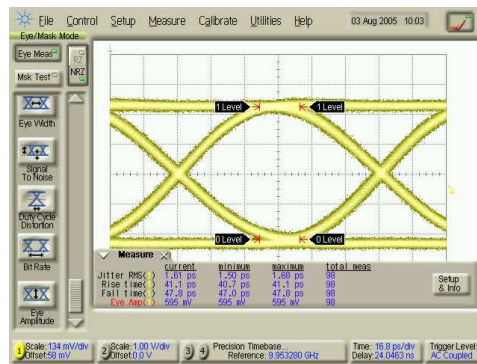 File Control Setup Measure Calibrate Utilities Help 03 Aug 2005 10:03
Eye/Mask Mode
Eye Meas
RZ
NRZ
Msk Test
Eye Width
Signal
To Noise
Duty Cycle
Distortion
Bit Rate
Eye
Amplitude
1 Level 1 Level
0 Level 0 Level
Measure
current minimum maximum total meas
Jitter RMS( ) 1.61 ps 1.50 ps 1.68 ps 98
Rise time( ) 41.1 ps 40.7 ps 41.1 ps 98
Fall time( ) 47.8 ps 47.0 ps 47.8 ps 98
Eye Amp( ) 595 mV 595 mV 595 mV 98
Setup
& Info
1 Scale: 134 mV/div
Offset: 58 mV
2 Scale: 1.00 V/div
Offset: 0.0 V
3 4
Precision Timebase...
Reference: 9.953280 GHz
Time: 16.8 ps/div
Delay: 24.0463 ns
Trigger Level:
AC Coupled